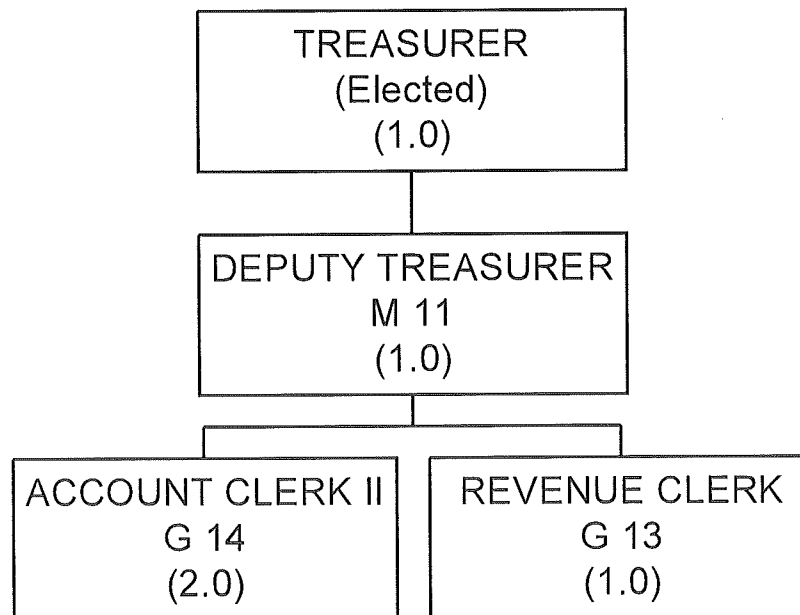 TREASURER
(Elected)
(1.0)
DEPUTY TREASURER
M 11
(1.0)
ACCOUNT CLERK II
G 14
(2.0)
REVENUE CLERK
G 13
(1.0)